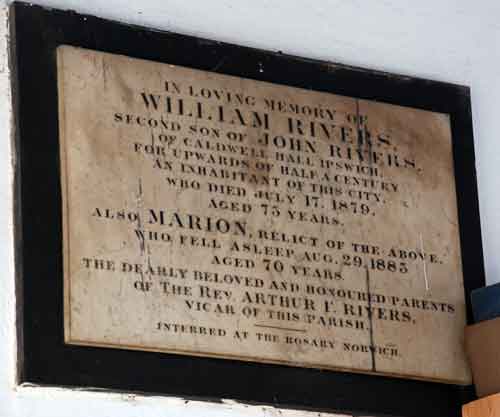 IN LOVING MEMORY OF
WILLIAM RIVERS,
SECOND SON OF JOHN RIVERS,
OF CALDWELL HALL, IPSWICH,
FOR UPWARDS OF HALF A CENTURY
AN INHABITANT OF THIS CITY,
WHO DIED JULY 17, 1879,
AGED 75 YEARS.
ALSO MARION, RELICT OF THE ABOVE,
WHO FELL ASLEEP AUG. 29, 1885
AGED 70 YEARS.
THE DEARLY BELOVED AND HONOURED PARENTS
OF THE REV. ARTHUR F. RIVERS,
VICAR OF THIS PARISH.
INTERRED AT THE ROSARY NORWICH.